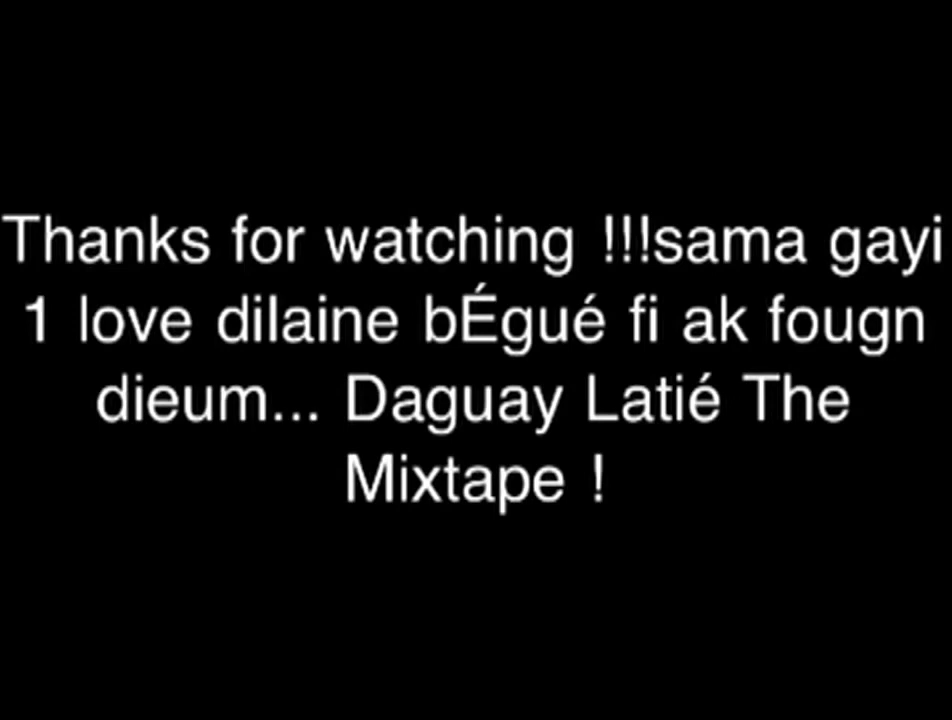 Thanks for watching !!!sama gayi
1 love dilaine bÉgué fi ak fougn
dieum... Daguay Latié The
Mixtape !